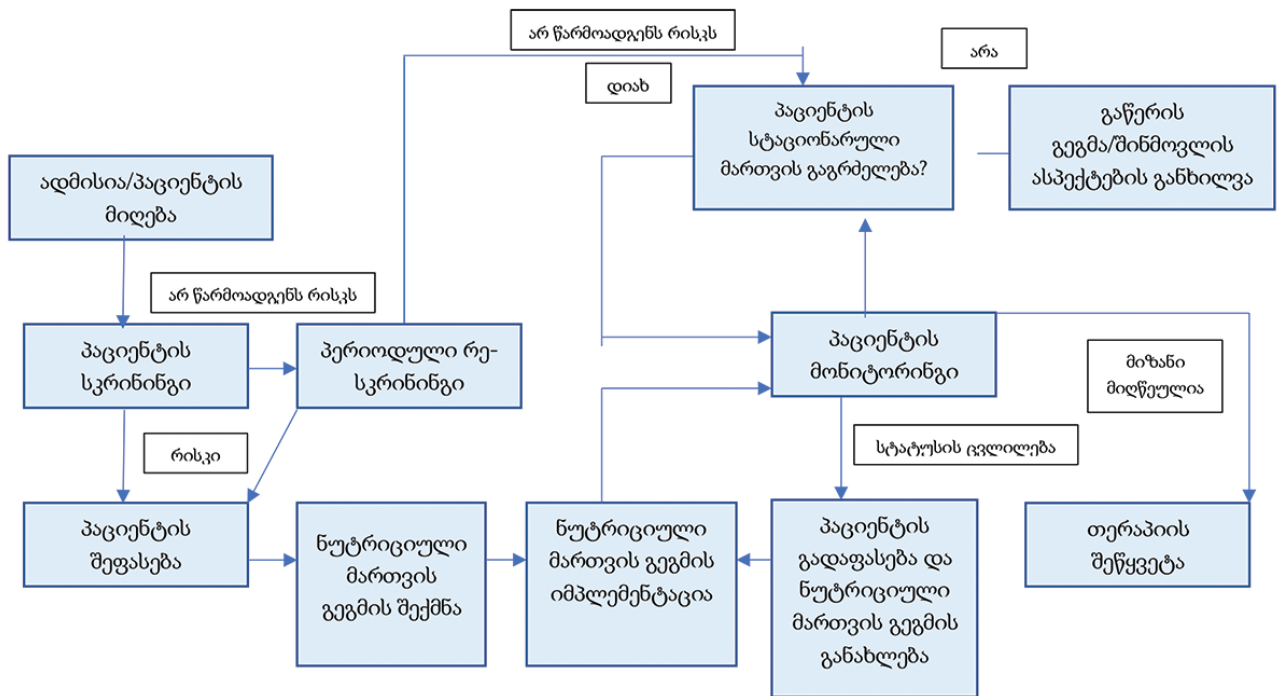 არ წარმოადგენს რისკს
არა
დიახ
პაციენტის
სტაციონარული
მართვის გაგრძელება?
გაწერის
გეგმა/შინმოვლის
ასპექტების განხილვა
ადმისია/პაციენტის
მიღება
არ წარმოადგენს რისკს
პაციენტის
სკრინინგი
პერიოდული რე-
სკრინინგი
პაციენტის
მონიტორინგი
მიზანი
მიღწეულია
რისკი
სტატუსის ცვლილება
პაციენტის
შეფასება
ნუტრიციული
მართვის
გეგმის შექმნა
ნუტრიციული
მართვის გეგმის
იმპლემენტაცია
პაციენტის
გადაფასება და
ნუტრიციული
მართვის გეგმის
განახლება
თერაპიის
შეწყვეტა